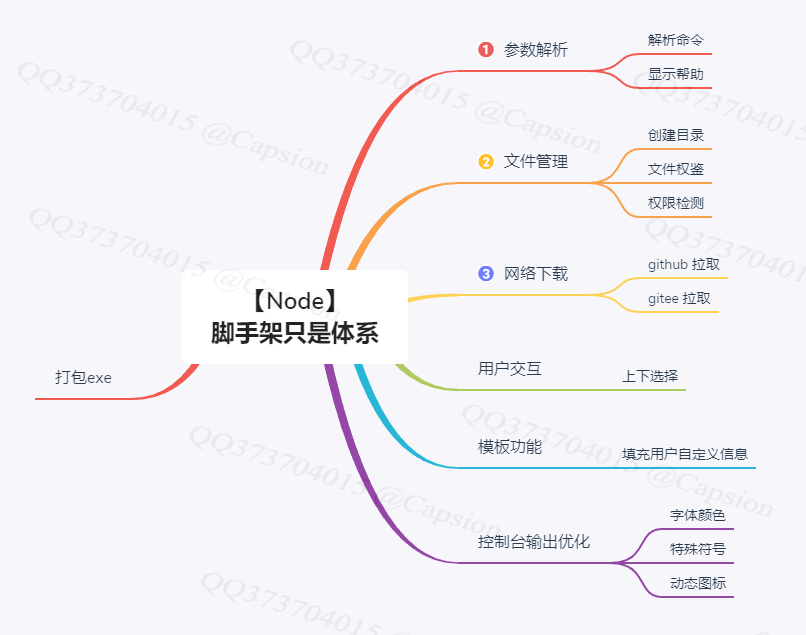 【Node】
脚手架只是体系
❶ 参数解析
解析命令
显示帮助
❷ 文件管理
创建目录
文件权鉴
权限检测
❸ 网络下载
github 拉取
gitee 拉取
用户交互
上下选择
模板功能
填充用户自定义信息
控制台输出优化
字体颜色
特殊符号
动态图标
打包exe
QQ373704015 @Capsion
QQ373704015 @Capsion
QQ373704015
QQ373704015 @Capsion
QQ373704015
QQ373704015 @Capsion
QQ373704015 @Capsion
QQ373704015